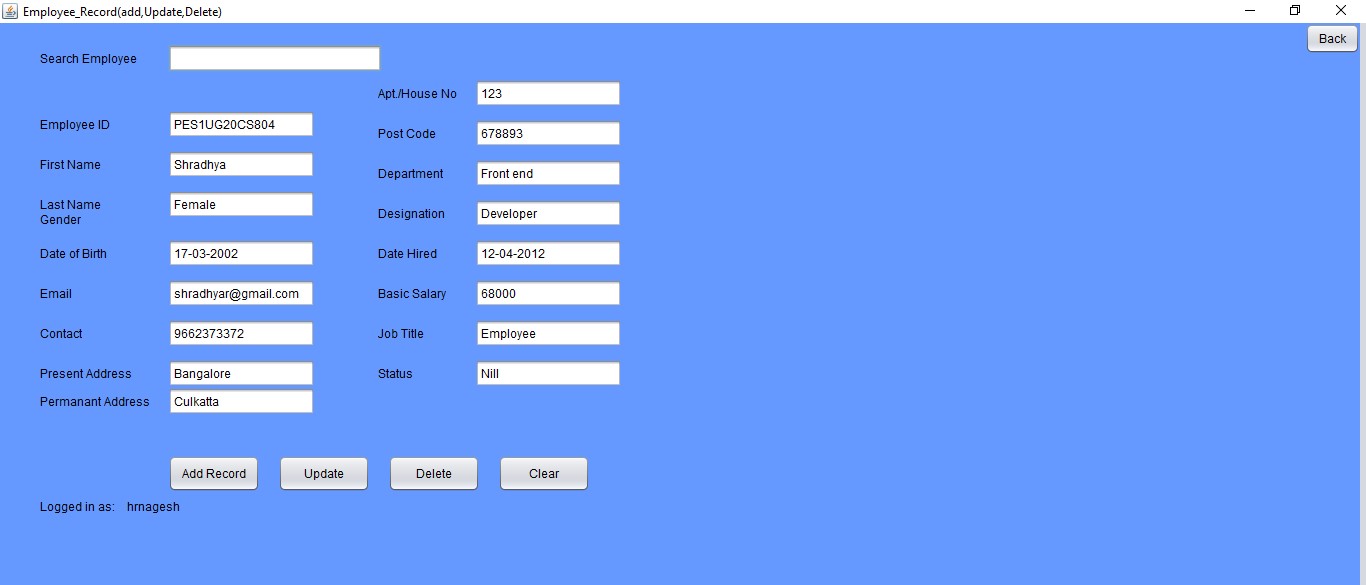 Employee_Record(add,Update,Delete)
Back
Search Employee
Employee ID PES1UG20CS804
First Name Shradhya
Last Name Female
Gender
Date of Birth 17-03-2002
Email shradhyar@gmail.com
Contact 9662373372
Present Address Bangalore
Permanant Address Culkatta
Apt./House No 123
Post Code 678893
Department Front end
Designation Developer
Date Hired 12-04-2012
Basic Salary 68000
Job Title Employee
Status Nill
Add Record Update Delete Clear
Logged in as: hrnagesh